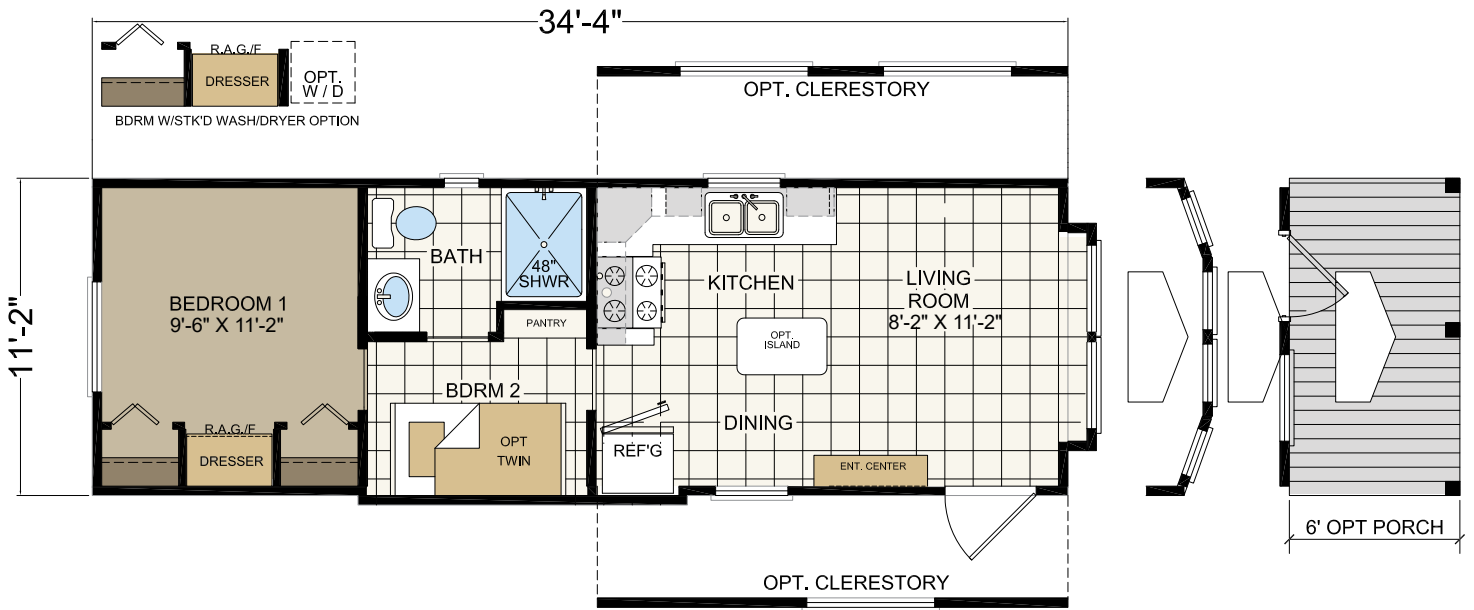 34'-4"
R.A.G./F
DRESSER
OPT.
W / D
BDRM W/STK'D WASH/DRYER OPTION
OPT. CLERESTORY
11'-2"
BEDROOM 1
9'-6" X 11'-2"
BATH
48"
SHWR
PANTRY
KITCHEN
LIVING
ROOM
8'-2" X 11'-2"
OPT.
ISLAND
BDRM 2
OPT
TWIN
DINING
REF'G
ENT. CENTER
R.A.G./F
DRESSER
6' OPT PORCH
OPT. CLERESTORY